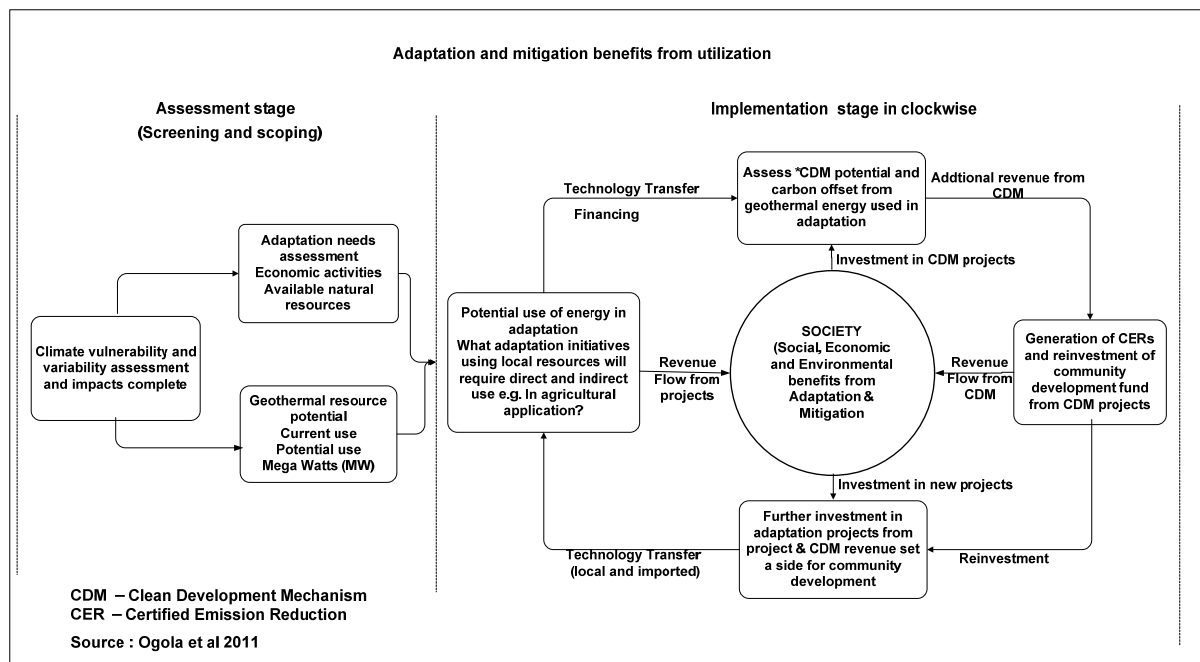 Adaptation and mitigation benefits from utilization
Assessment stage
(Screening and scoping)
Implementation stage in clockwise
Climate vulnerability and
variability assessment
and impacts complete
Adaptation needs
assessment
Economic activities
Available natural
resources
Geothermal resource
potential
Current use
Potential use
Mega Watts (MW)
Potential use of energy in
adaptation
What adaptation initiatives
using local resources will
require direct and indirect
use e.g. In agricultural
application?
Technology Transfer
Financing
Assess *CDM potential and
carbon offset from
geothermal energy used in
adaptation
Addtional revenue from
CDM
Investment in CDM projects
Revenue
Flow from
projects
SOCIETY
(Social, Economic
and Environmental
benefits from
Adaptation &
Mitigation
Revenue
Flow from
CDM
Generation of CERs
and reinvestment of
community
development fund
from CDM projects
Investment in new projects
Further investment in
adaptation projects from
project & CDM revenue set
a side for community
development
Reinvestment
Technology Transfer
(local and imported)
CDM – Clean Development Mechanism
CER – Certified Emission Reduction
Source : Ogola et al 2011